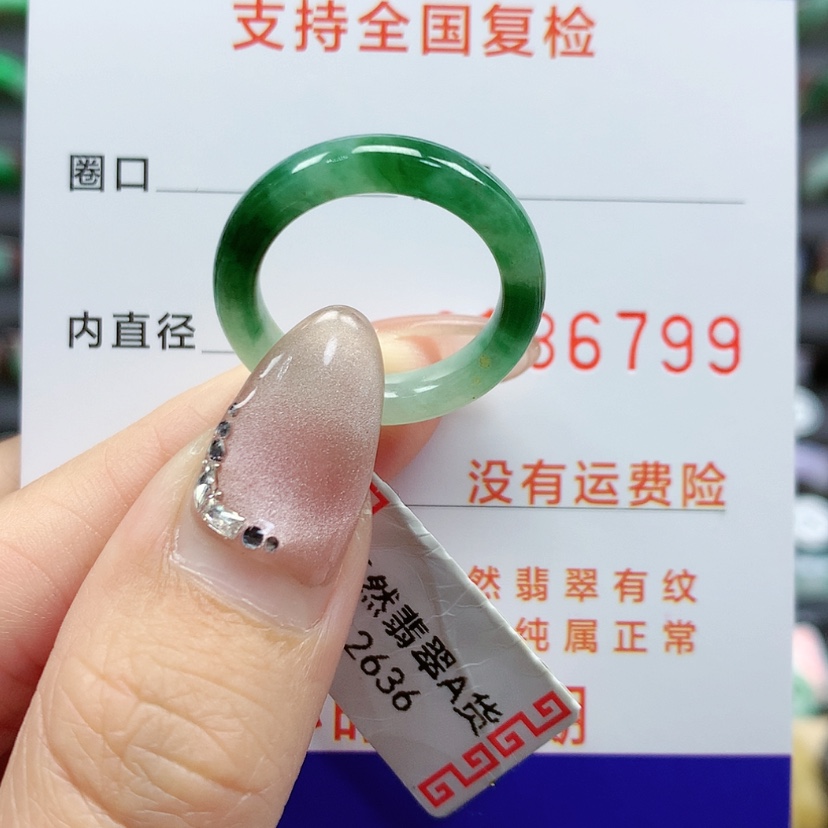 支持全国复检
圈口
内直径
86799
没有运费险
然翡翠有纹
纯属正常
然翡翠A货
2636